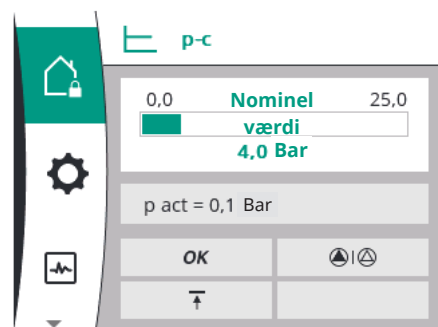 p-c
0,0 Nominel 25,0
værdi
4,0 Bar
p act = 0,1 Bar
OK